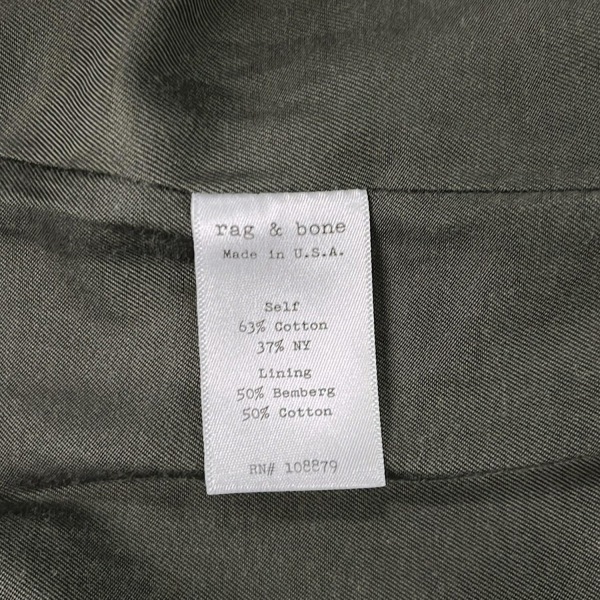 rag & bone
Made in U.S.A.
Self
63% Cotton
37% NY
Lining
50% Bemberg
50% Cotton
RN# 108879